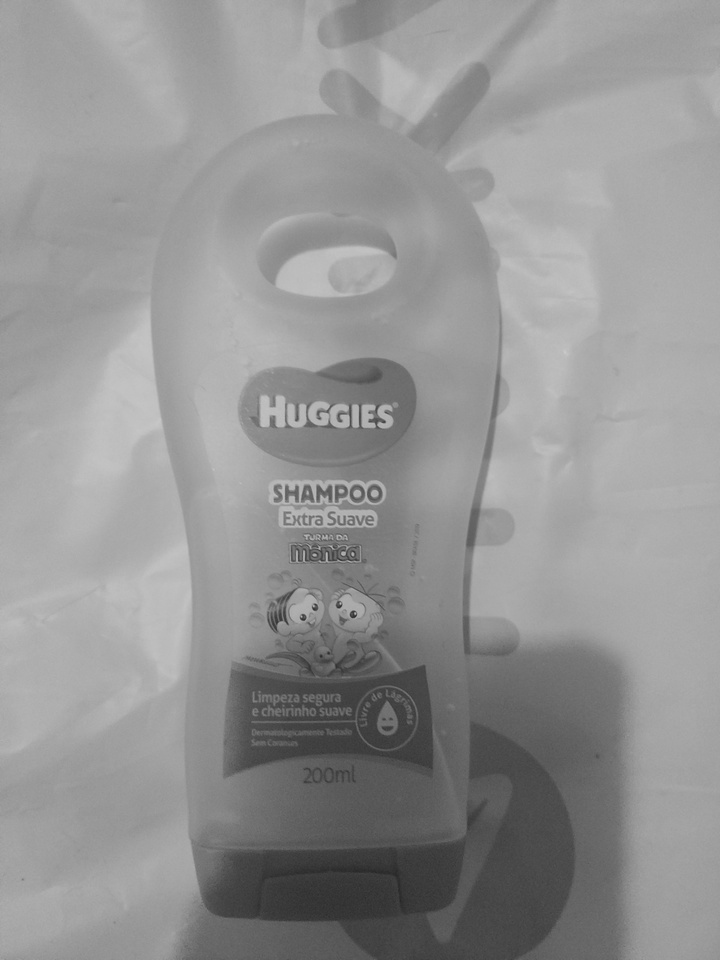 HUGGIES®
SHAMPOO
Extra Suave
TURMA DA
Mônica
Limpeza segura
e cheirinho suave
Livre de Lágrimas
Dermatologicamente Testado
Sem Corantes
200ml